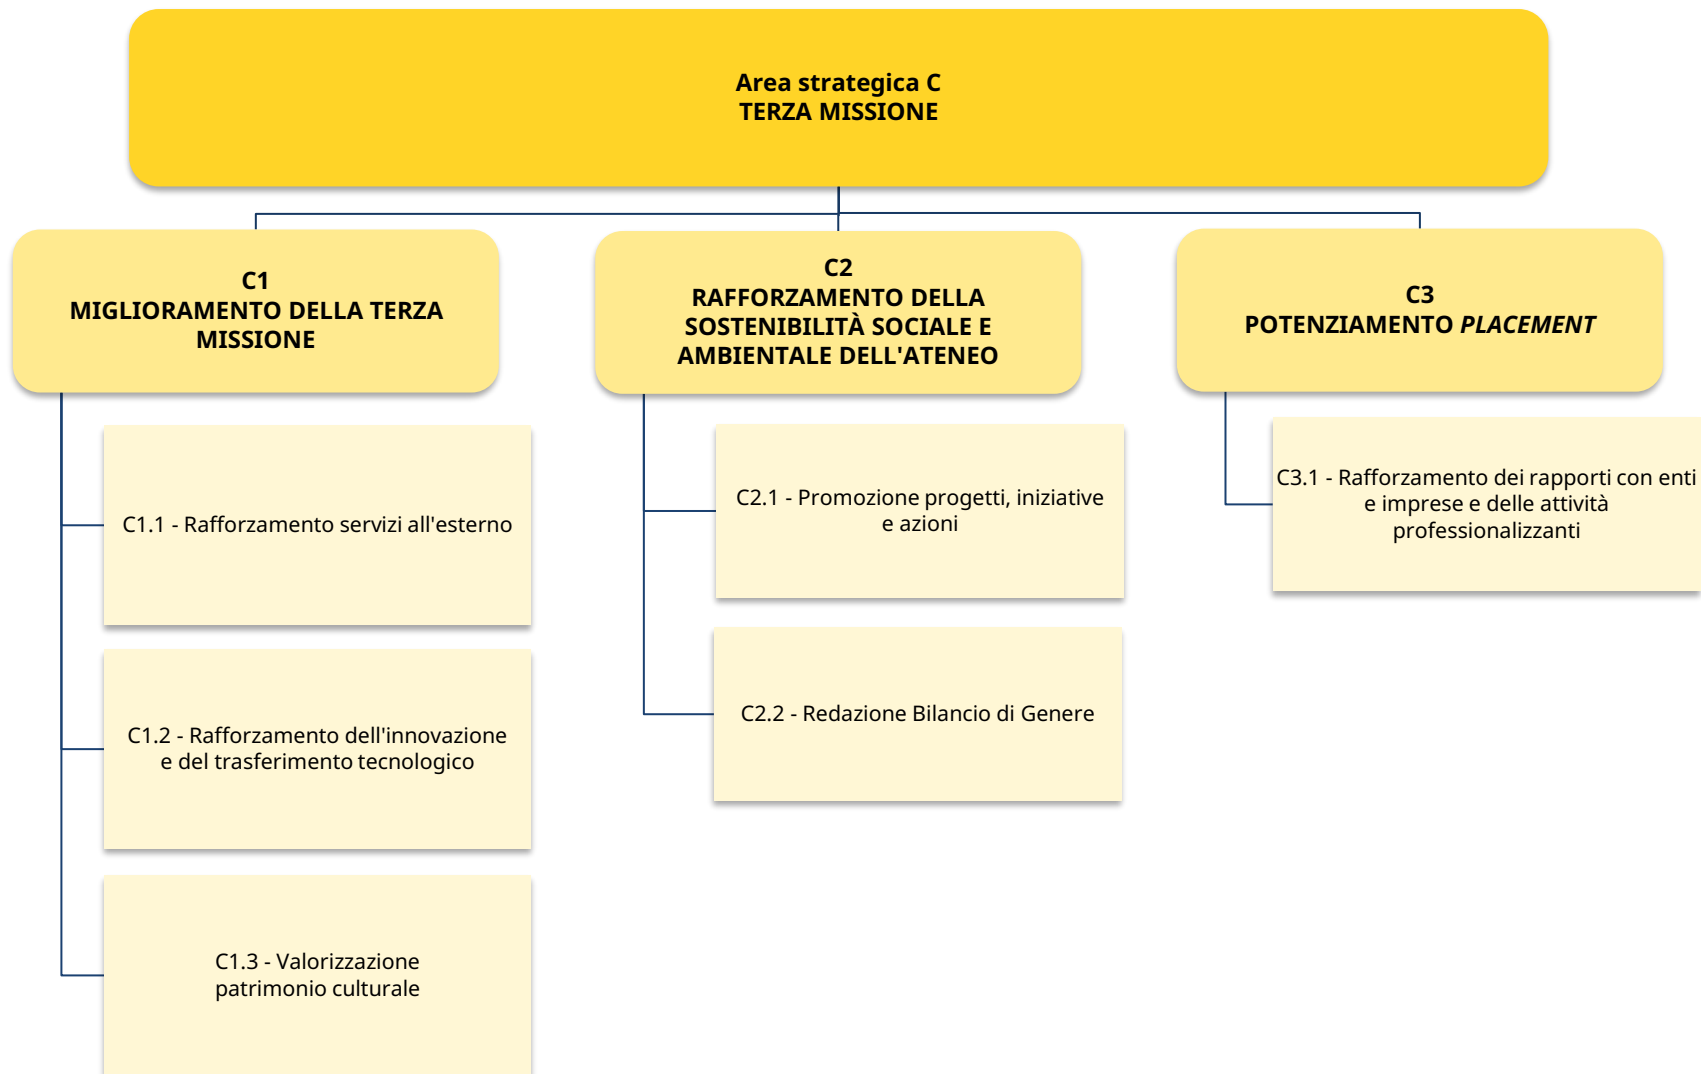 Area strategica C
TERZA MISSIONE
C1
MIGLIORAMENTO DELLA TERZA
MISSIONE
C1.1 - Rafforzamento servizi all'esterno
C1.2 - Rafforzamento dell'innovazione
e del trasferimento tecnologico
C1.3 - Valorizzazione
patrimonio culturale
C2
RAFFORZAMENTO DELLA
SOSTENIBILITÀ SOCIALE E
AMBIENTALE DELL'ATENEO
C2.1 - Promozione progetti, iniziative
e azioni
C2.2 - Redazione Bilancio di Genere
C3
POTENZIAMENTO PLACEMENT
C3.1 - Rafforzamento dei rapporti con enti
e imprese e delle attività
professionalizzanti